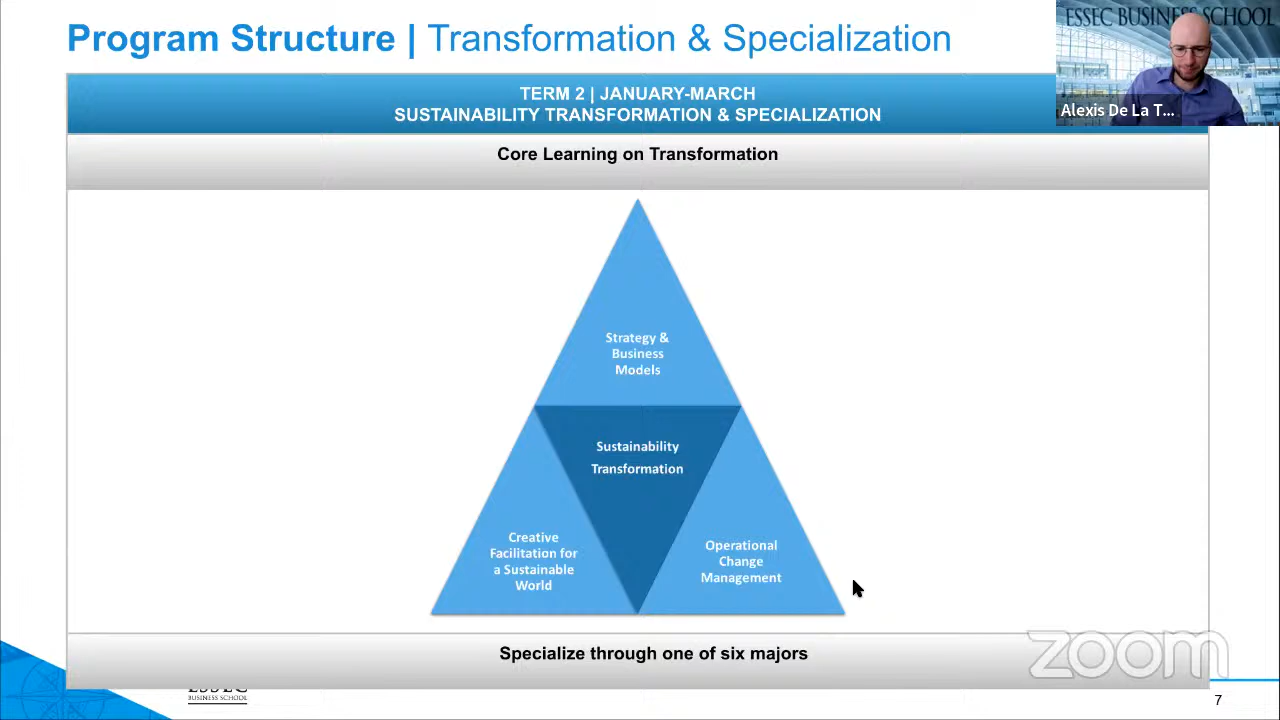 Program Structure | Transformation & Specialization
ESSEC BUSINESS SCHOOL
Alexis De La T...
TERM 2 | JANUARY-MARCH
SUSTAINABILITY TRANSFORMATION & SPECIALIZATION
Core Learning on Transformation
Strategy &
Business
Models
Sustainability
Transformation
Creative
Facilitation for
a Sustainable
World
Operational
Change
Management
Specialize through one of six majors
zoom
ESSEC
BUSINESS SCHOOL
7